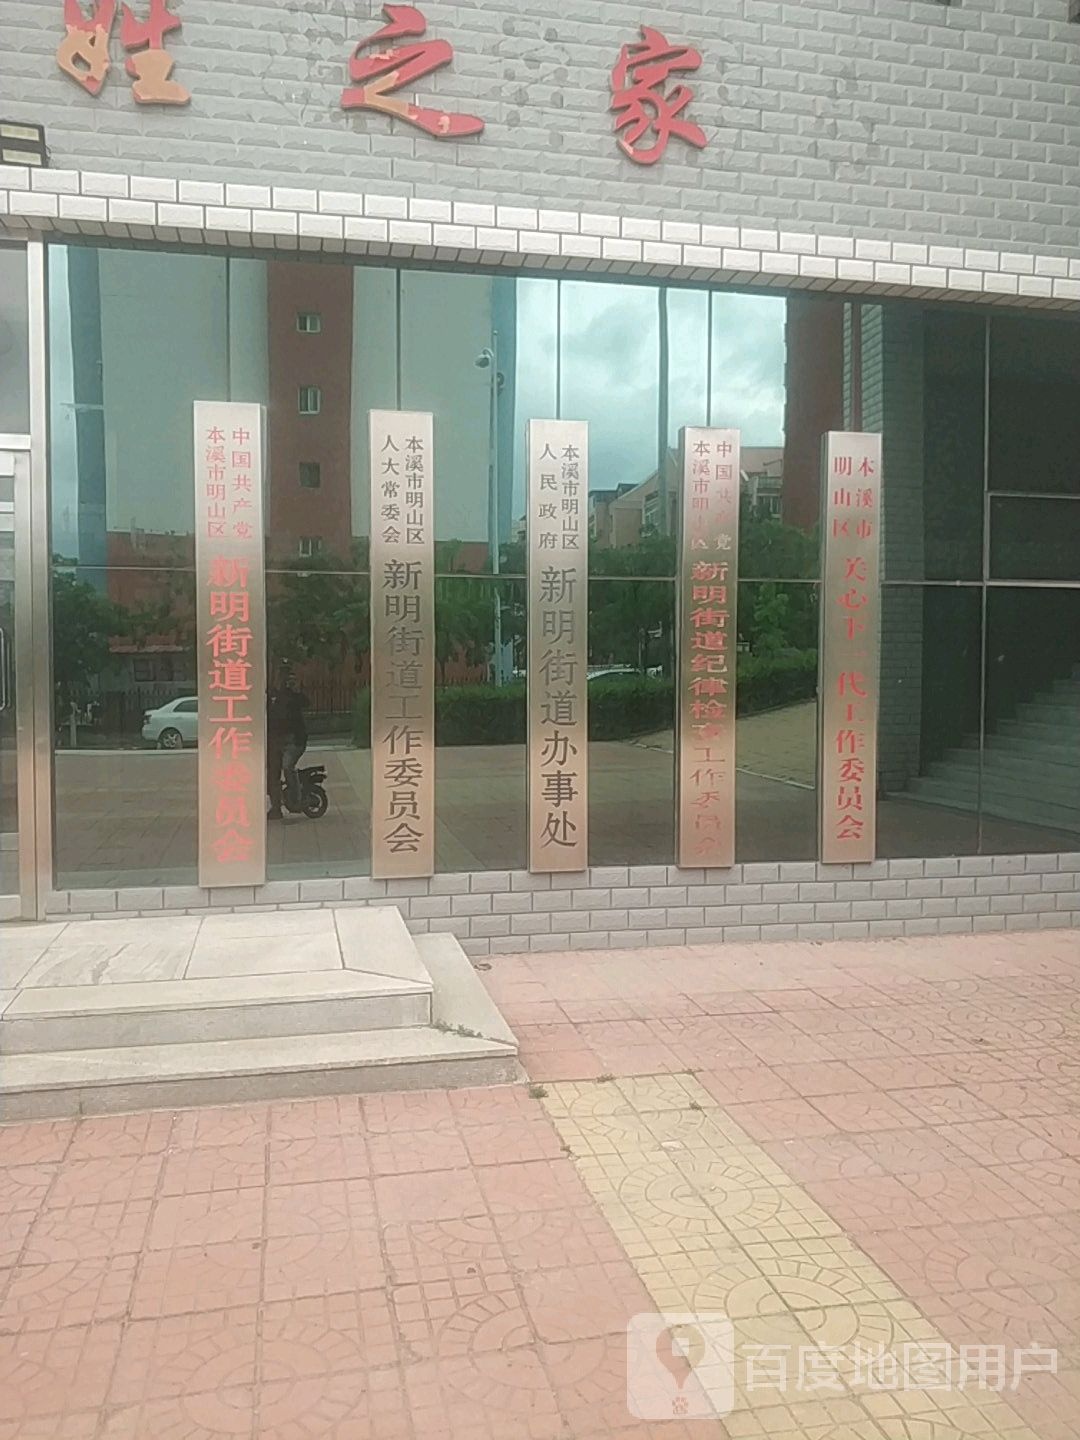 姓之家
中国共产党
本溪市明山区
新明街道工作委员会
本溪市明山区
人大常委会
新明街道工作委员会
本溪市明山区
人民政府
新明街道办事处
中国共产党
本溪市明山区
新明街道纪律检查工作委员会
本溪市
明山区
关心下一代工作委员会
百度地图用户